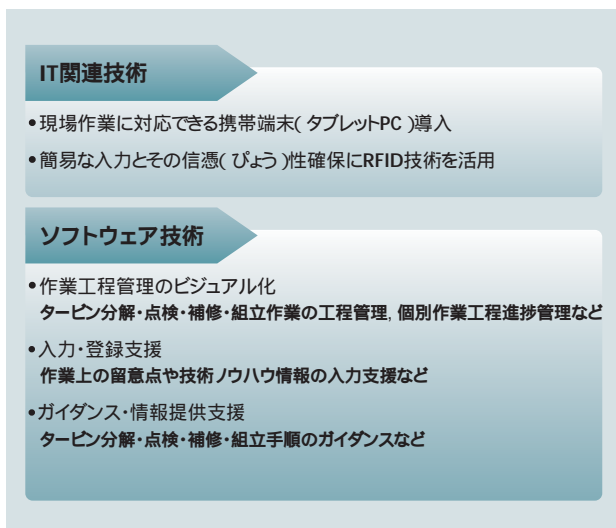 IT関連技術
•現場作業に対応できる携帯端末(タブレットPC)導入
•簡易な入力とその信憑(ぴょう)性確保にRFID技術を活用
ソフトウェア技術
•作業工程管理のビジュアル化
タービン分解・点検・補修・組立作業の工程管理, 個別作業工程進捗管理など
•入力・登録支援
作業上の留意点や技術ノウハウ情報の入力支援など
•ガイダンス・情報提供支援
タービン分解・点検・補修・組立手順のガイダンスなど